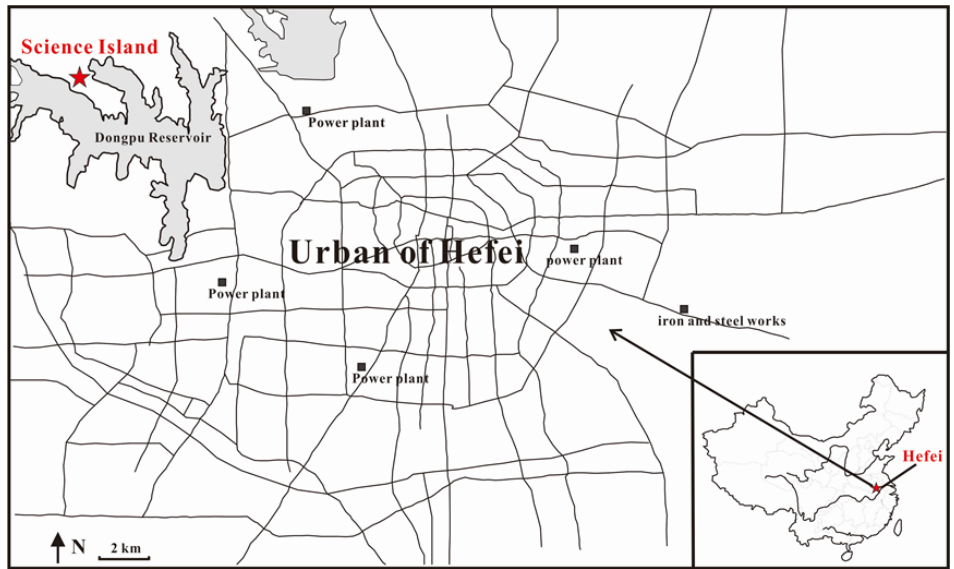 Science Island
Dongpu Reservoir
Power plant
Urban of Hefei
power plant
Power plant
iron and steel works
Power plant
Hefei
N
2 km